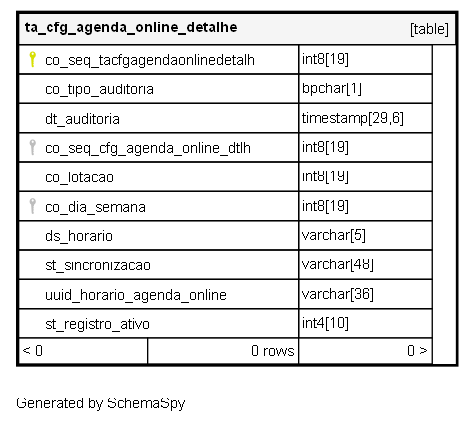 ta_cfg_agenda_online_detalhe [table]
co_seq_tacfgagendaonlinedetalh int8[19]
co_tipo_auditoria bpchar[1]
dt_auditoria timestamp[29,6]
co_seq_cfg_agenda_online_dtlh int8[19]
co_lotacao int8[19]
co_dia_semana int8[19]
ds_horario varchar[5]
st_sincronizacao varchar[48]
uuid_horario_agenda_online varchar[36]
st_registro_ativo int4[10]
< 0 0 rows 0 >
Generated by SchemaSpy